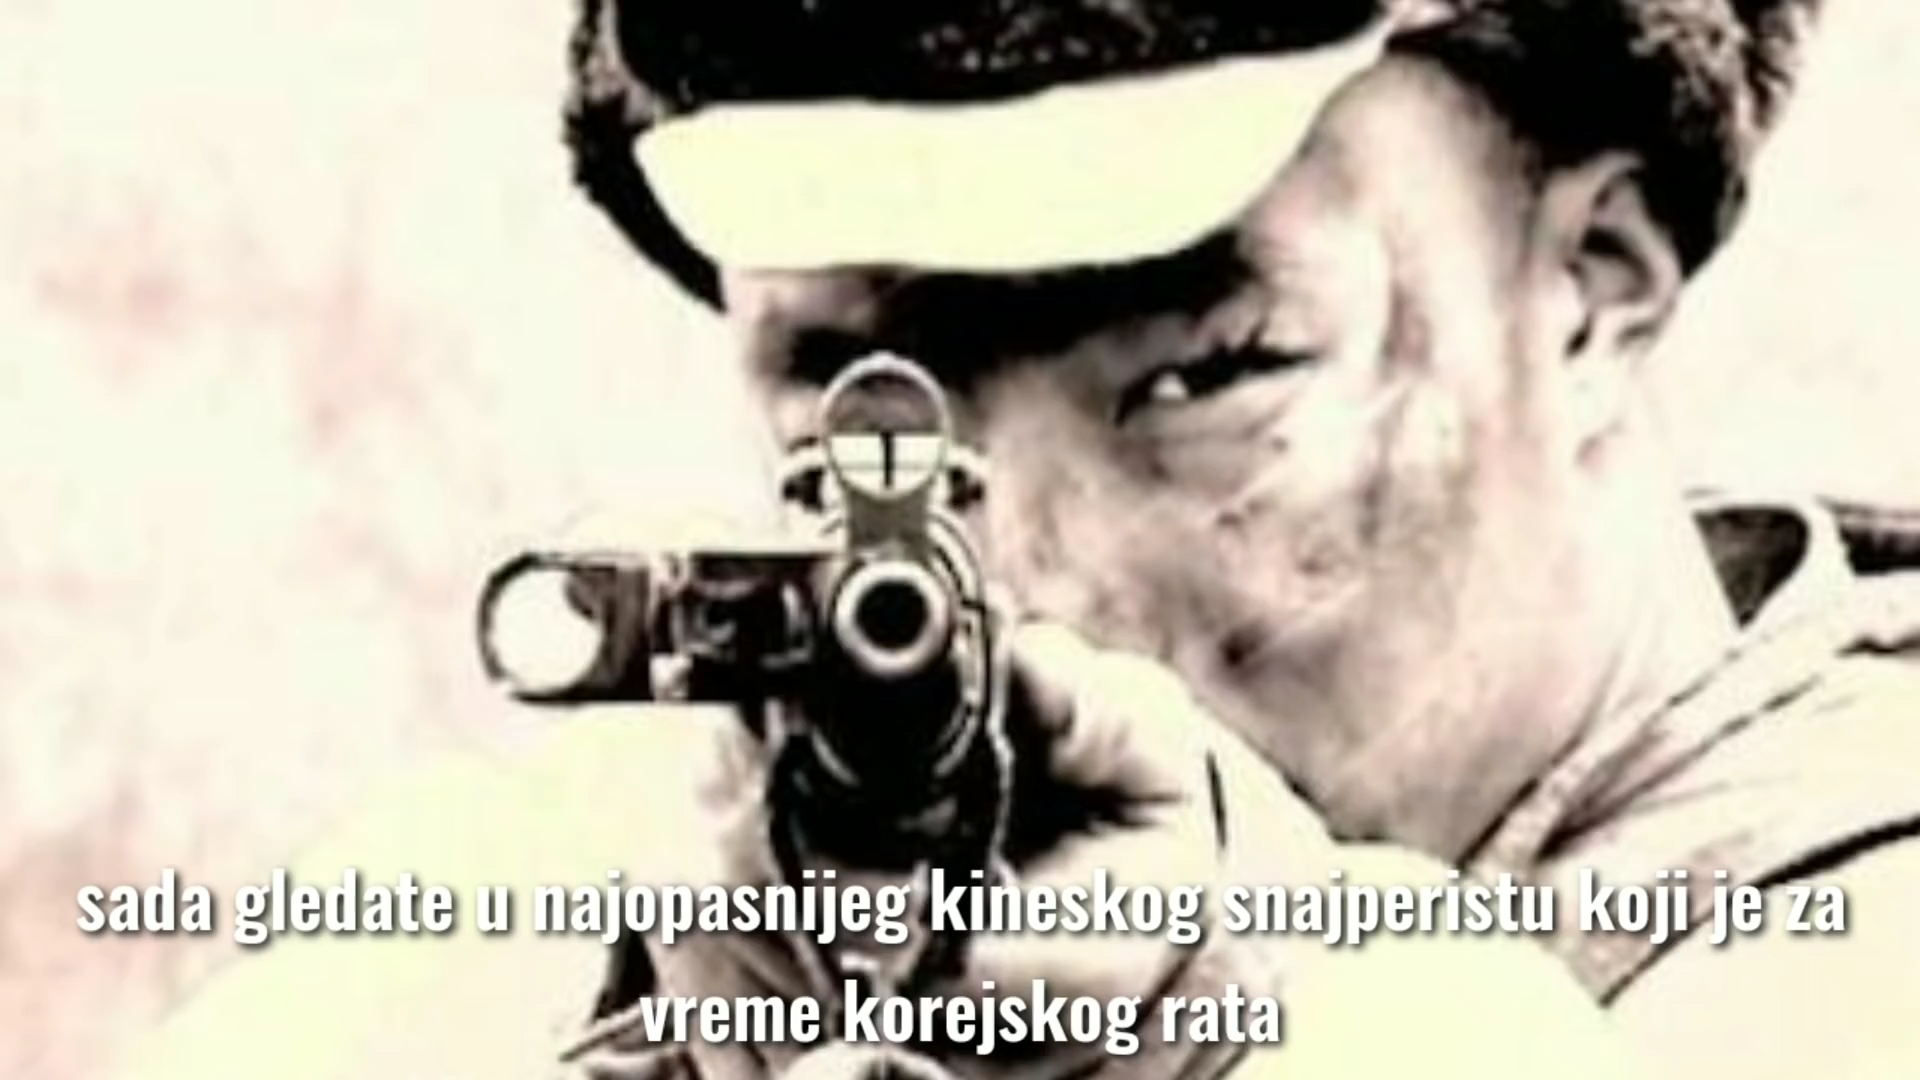 sada gledate u najopasnijeg kineskog snajperistu koji je za
vreme korejskog rata